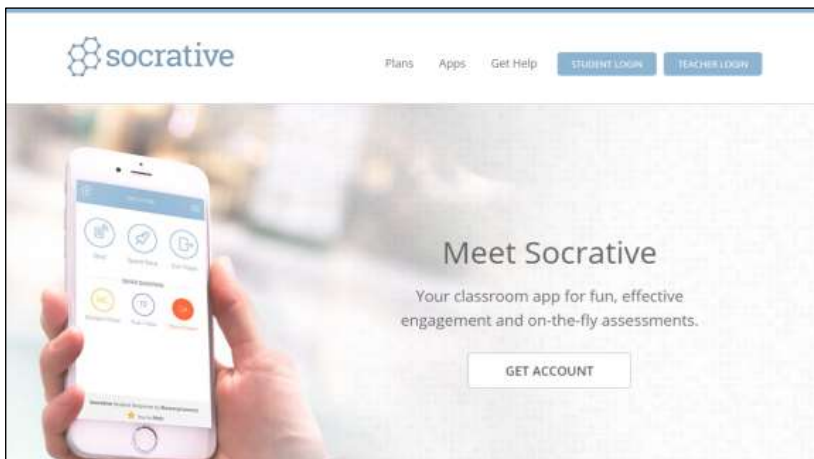 socrative
Plans Apps Get Help STUDENT LOGIN TEACHER LOGIN
Meet Socrative
Your classroom app for fun, effective
engagement and on-the-fly assessments.
GET ACCOUNT